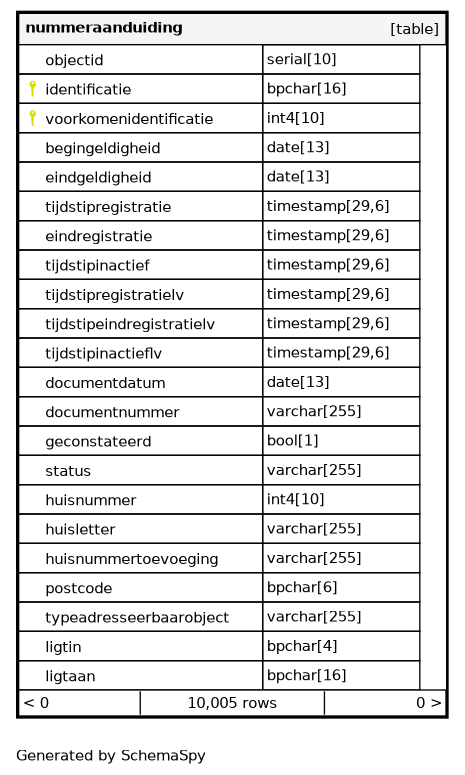 nummeraanduiding [table]
objectid serial[10]
identificatie bpchar[16]
voorkomenidentificatie int4[10]
begingeldigheid date[13]
eindgeldigheid date[13]
tijdstipregistratie timestamp[29,6]
eindregistratie timestamp[29,6]
tijdstipinactief timestamp[29,6]
tijdstipregistratielv timestamp[29,6]
tijdstipeindregistratielv timestamp[29,6]
tijdstipinactieflv timestamp[29,6]
documentdatum date[13]
documentnummer varchar[255]
geconstateerd bool[1]
status varchar[255]
huisnummer int4[10]
huisletter varchar[255]
huisnummertoevoeging varchar[255]
postcode bpchar[6]
typeadresseerbaarobject varchar[255]
ligtin bpchar[4]
ligtaan bpchar[16]
< 0 10,005 rows 0 >
Generated by SchemaSpy